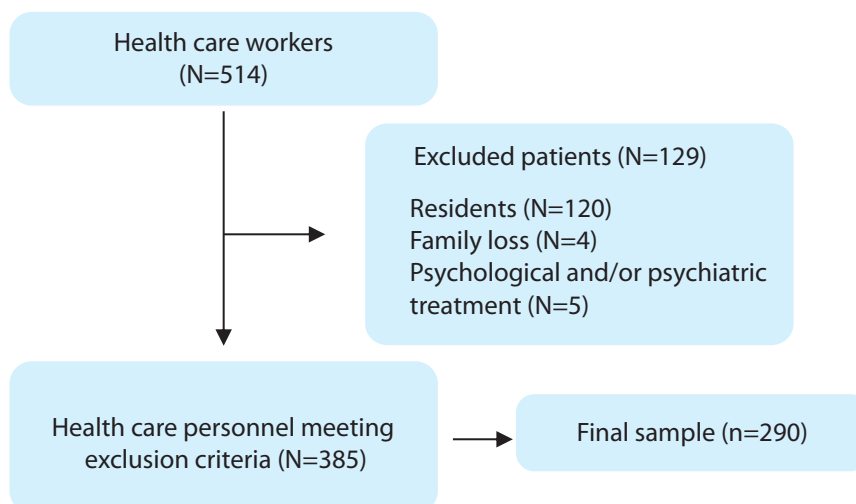 Health care workers
(N=514)
Excluded patients (N=129)
Residents (N=120)
Family loss (N=4)
Psychological and/or psychiatric
treatment (N=5)
Health care personnel meeting
exclusion criteria (N=385)
Final sample (n=290)